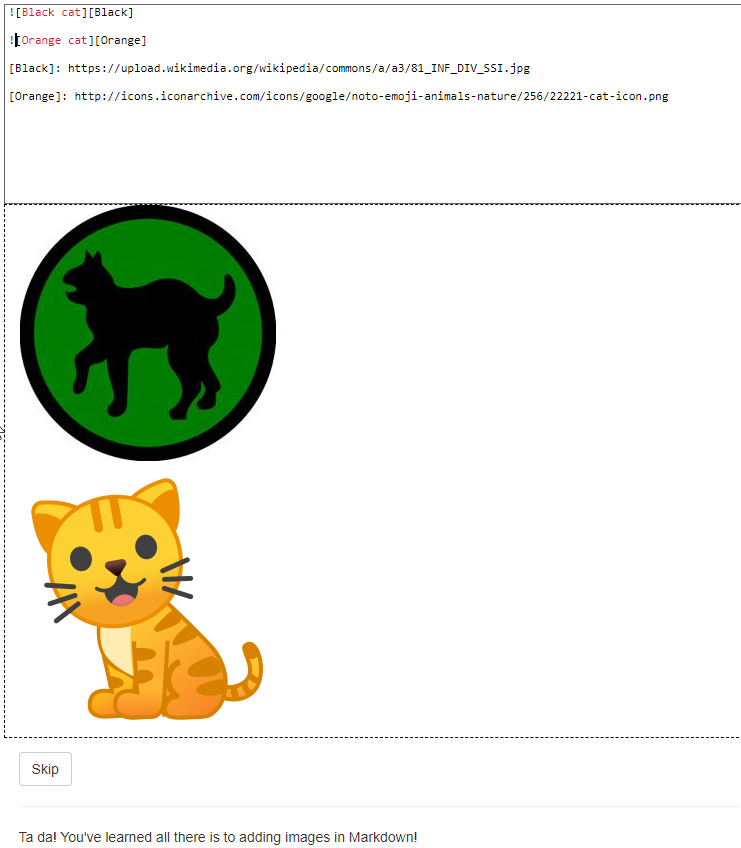 ![Black cat][Black]
![Orange cat][Orange]
[Black]: https://upload.wikimedia.org/wikipedia/commons/a/a3/81_INF_DIV_SSI.jpg
[Orange]: http://icons.iconarchive.com/icons/google/noto-emoji-animals-nature/256/22221-cat-icon.png
Skip
Ta da! You've learned all there is to adding images in Markdown!